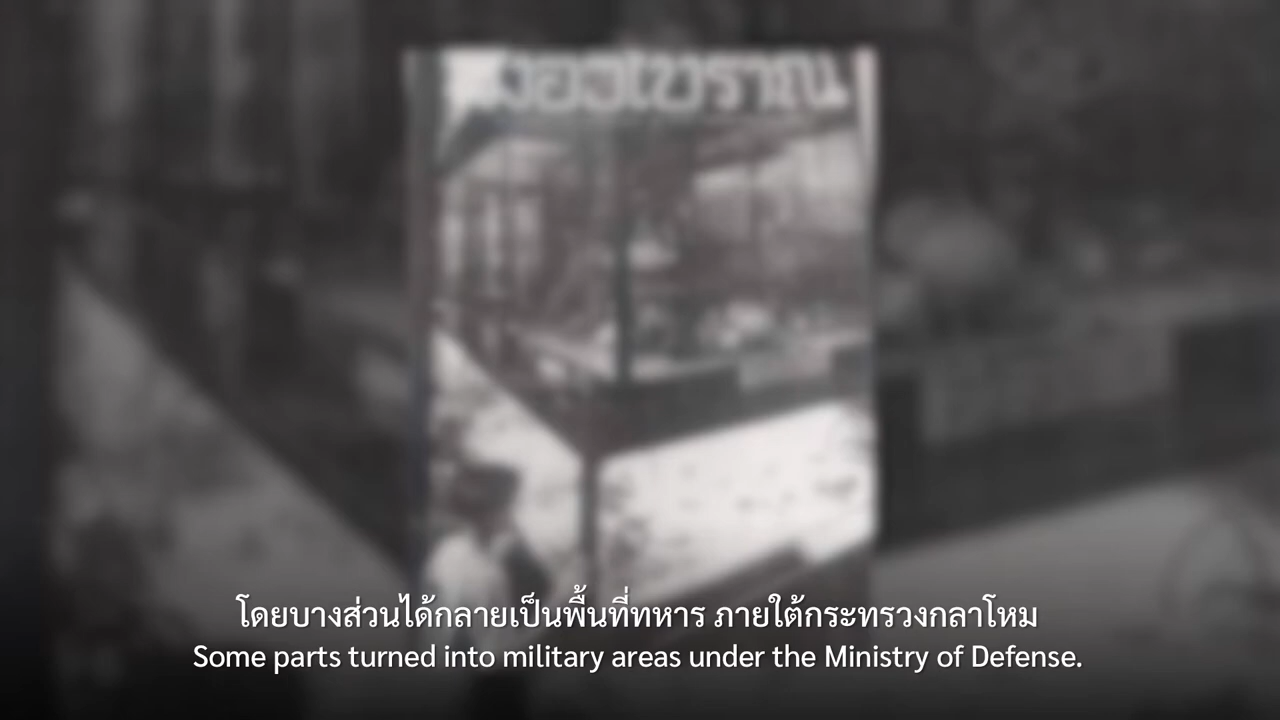 โดยบางส่วนได้กลายเป็นพื้นที่ทหาร ภายใต้กระทรวงกลาโหม
Some parts turned into military areas under the Ministry of Defense.